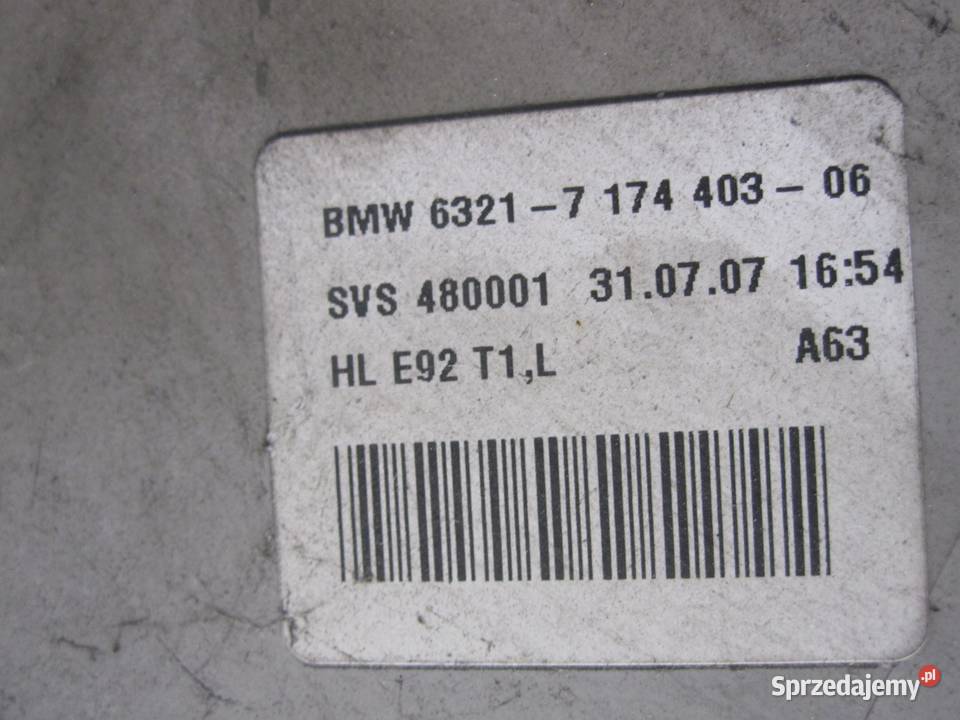 BMW 6321-7 174 403-06
SVS 480001 31.07.07 16:54
HL E92 T1,L A63
Sprzedajemy.pl